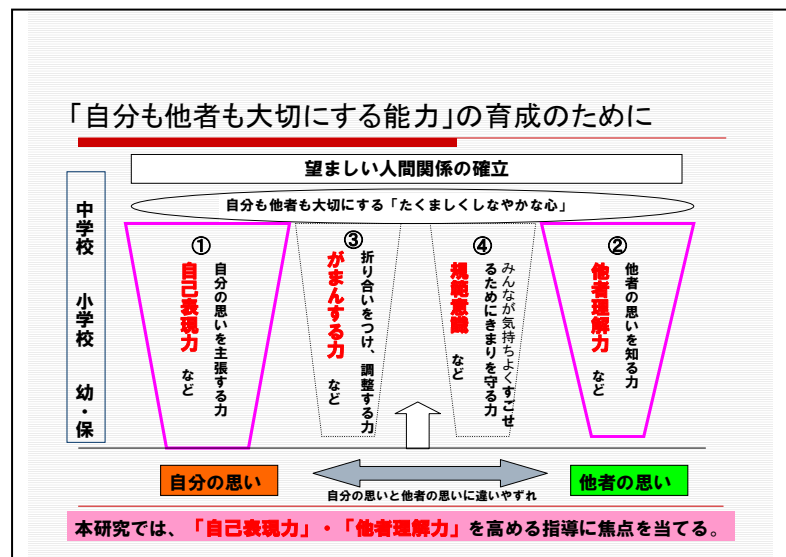 「自分も他者も大切にする能力」の育成のために
望ましい人間関係の確立
自分も他者も大切にする「たくましくしなやかな心」
中学校
小学校
幼・保
①
自分の思いを主張する力
自己表現力
など
③
折り合いをつけ、調整する力
がまんする力
など
④
みんなが気持ちよくすごせ
るためにきまりを守る力
規範意識
など
②
他者の思いを知る力
他者理解力
など
自分の思い
他者の思い
自分の思いと他者の思いに違いやずれ
本研究では、「自己表現力」・「他者理解力」を高める指導に焦点を当てる。